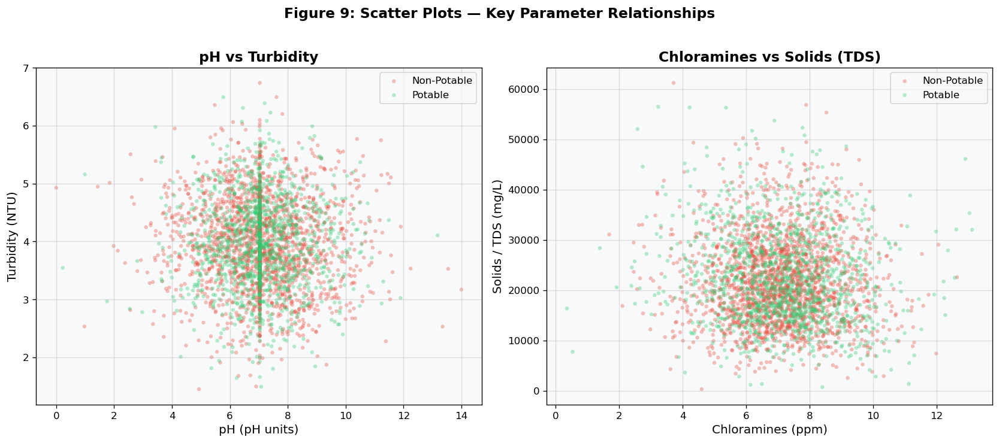 Figure 9: Scatter Plots — Key Parameter Relationships
pH vs Turbidity
Non-Potable
Potable
7
6
5
4
3
2
Turbidity (NTU)
0 2 4 6 8 10 12 14
pH (pH units)
Chloramines vs Solids (TDS)
Non-Potable
Potable
60000
50000
40000
30000
20000
10000
0
Solids / TDS (mg/L)
0 2 4 6 8 10 12
Chloramines (ppm)